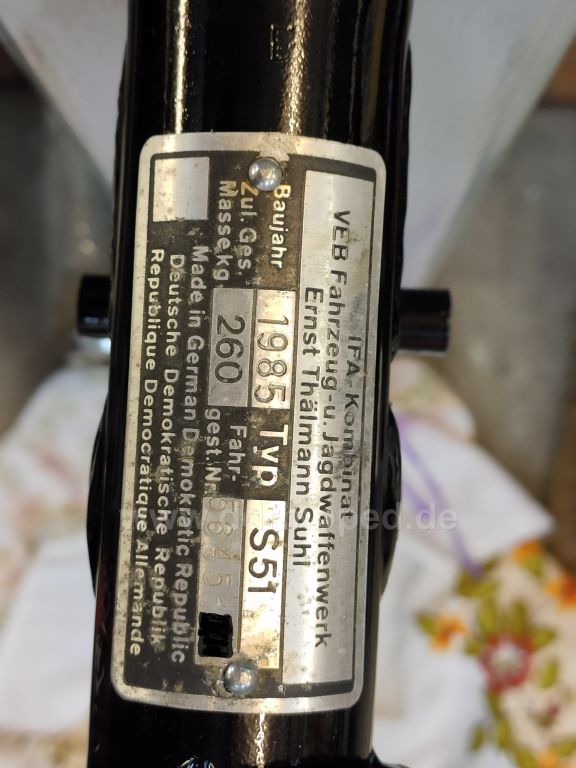 IFA-Kombinat
VEB Fahrzeug-u. Jagdwaffenwerk
Ernst Thälmann Suhl
Baujahr 1985 Typ S51
Zul. Ges.
Masse kg 260 Fahr-
gest.Nr.
Made in German Democratic Republic
Deutsche Demokratische Republik
Republique Democratique Allemande